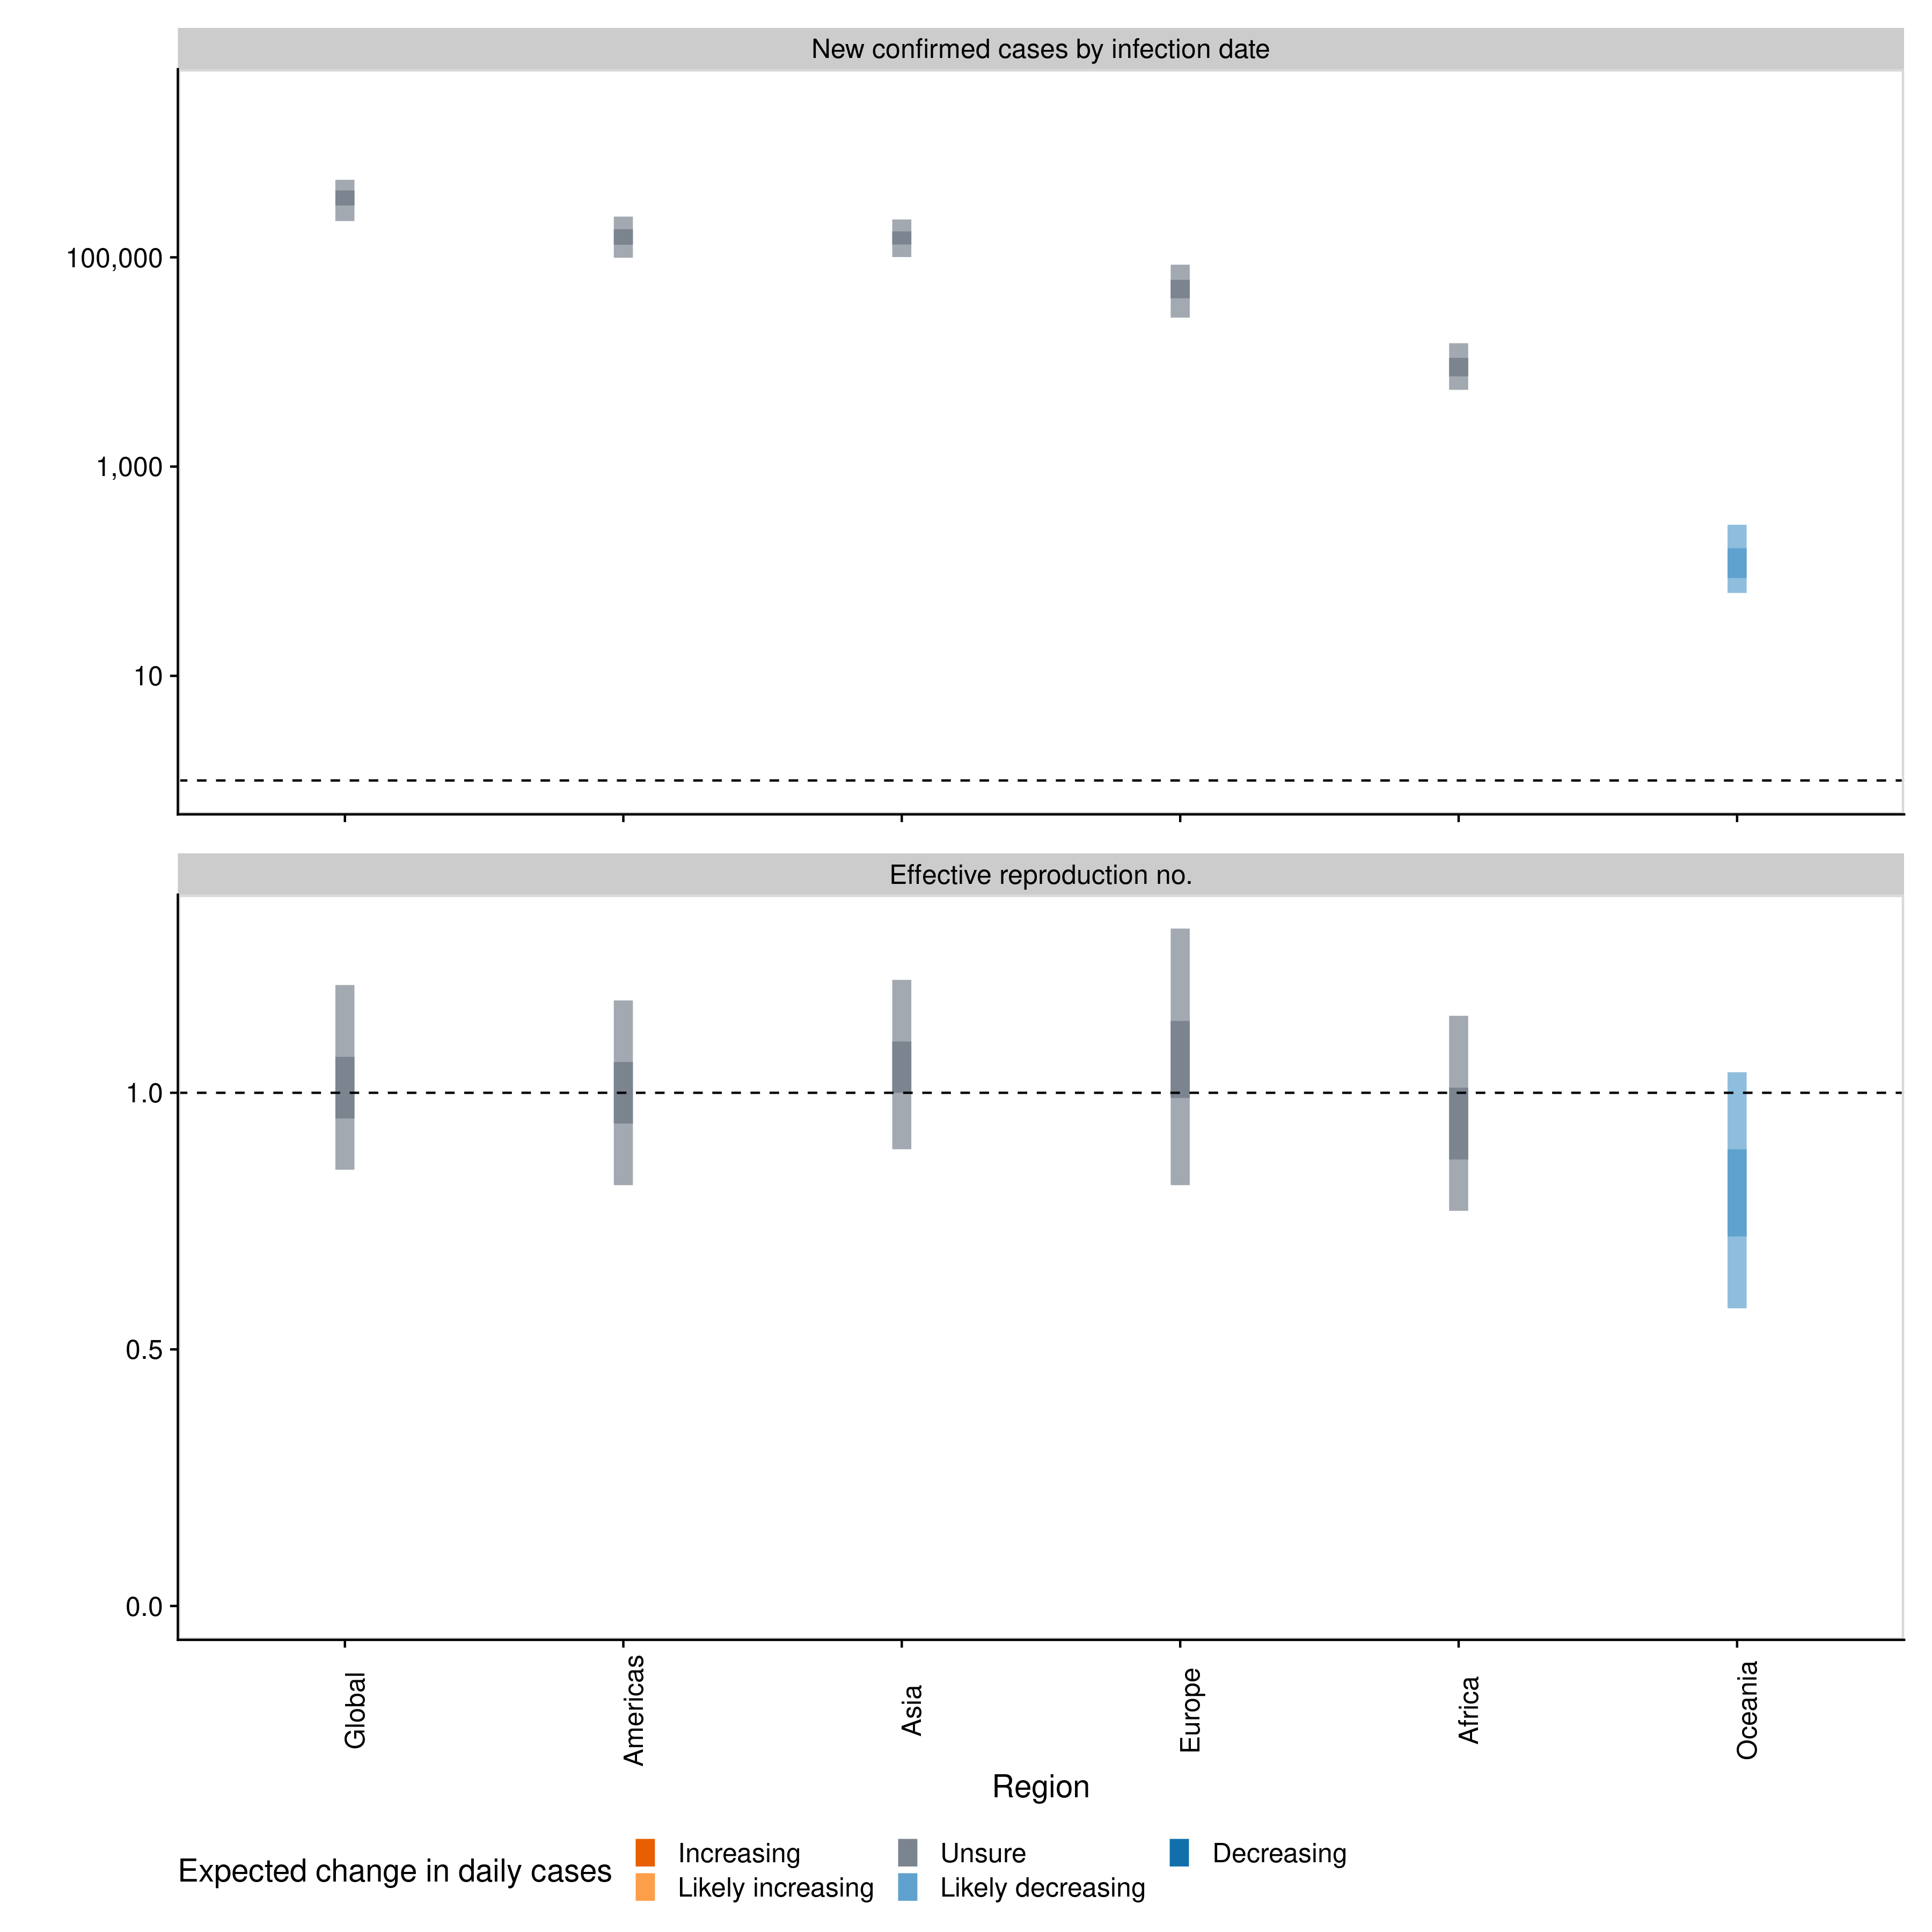 New confirmed cases by infection date
100,000
1,000
10
Effective reproduction no.
1.0
0.5
0.0
Global
Americas
Asia
Europe
Africa
Oceania
Region
Expected change in daily cases
Increasing
Likely increasing
Unsure
Likely decreasing
Decreasing